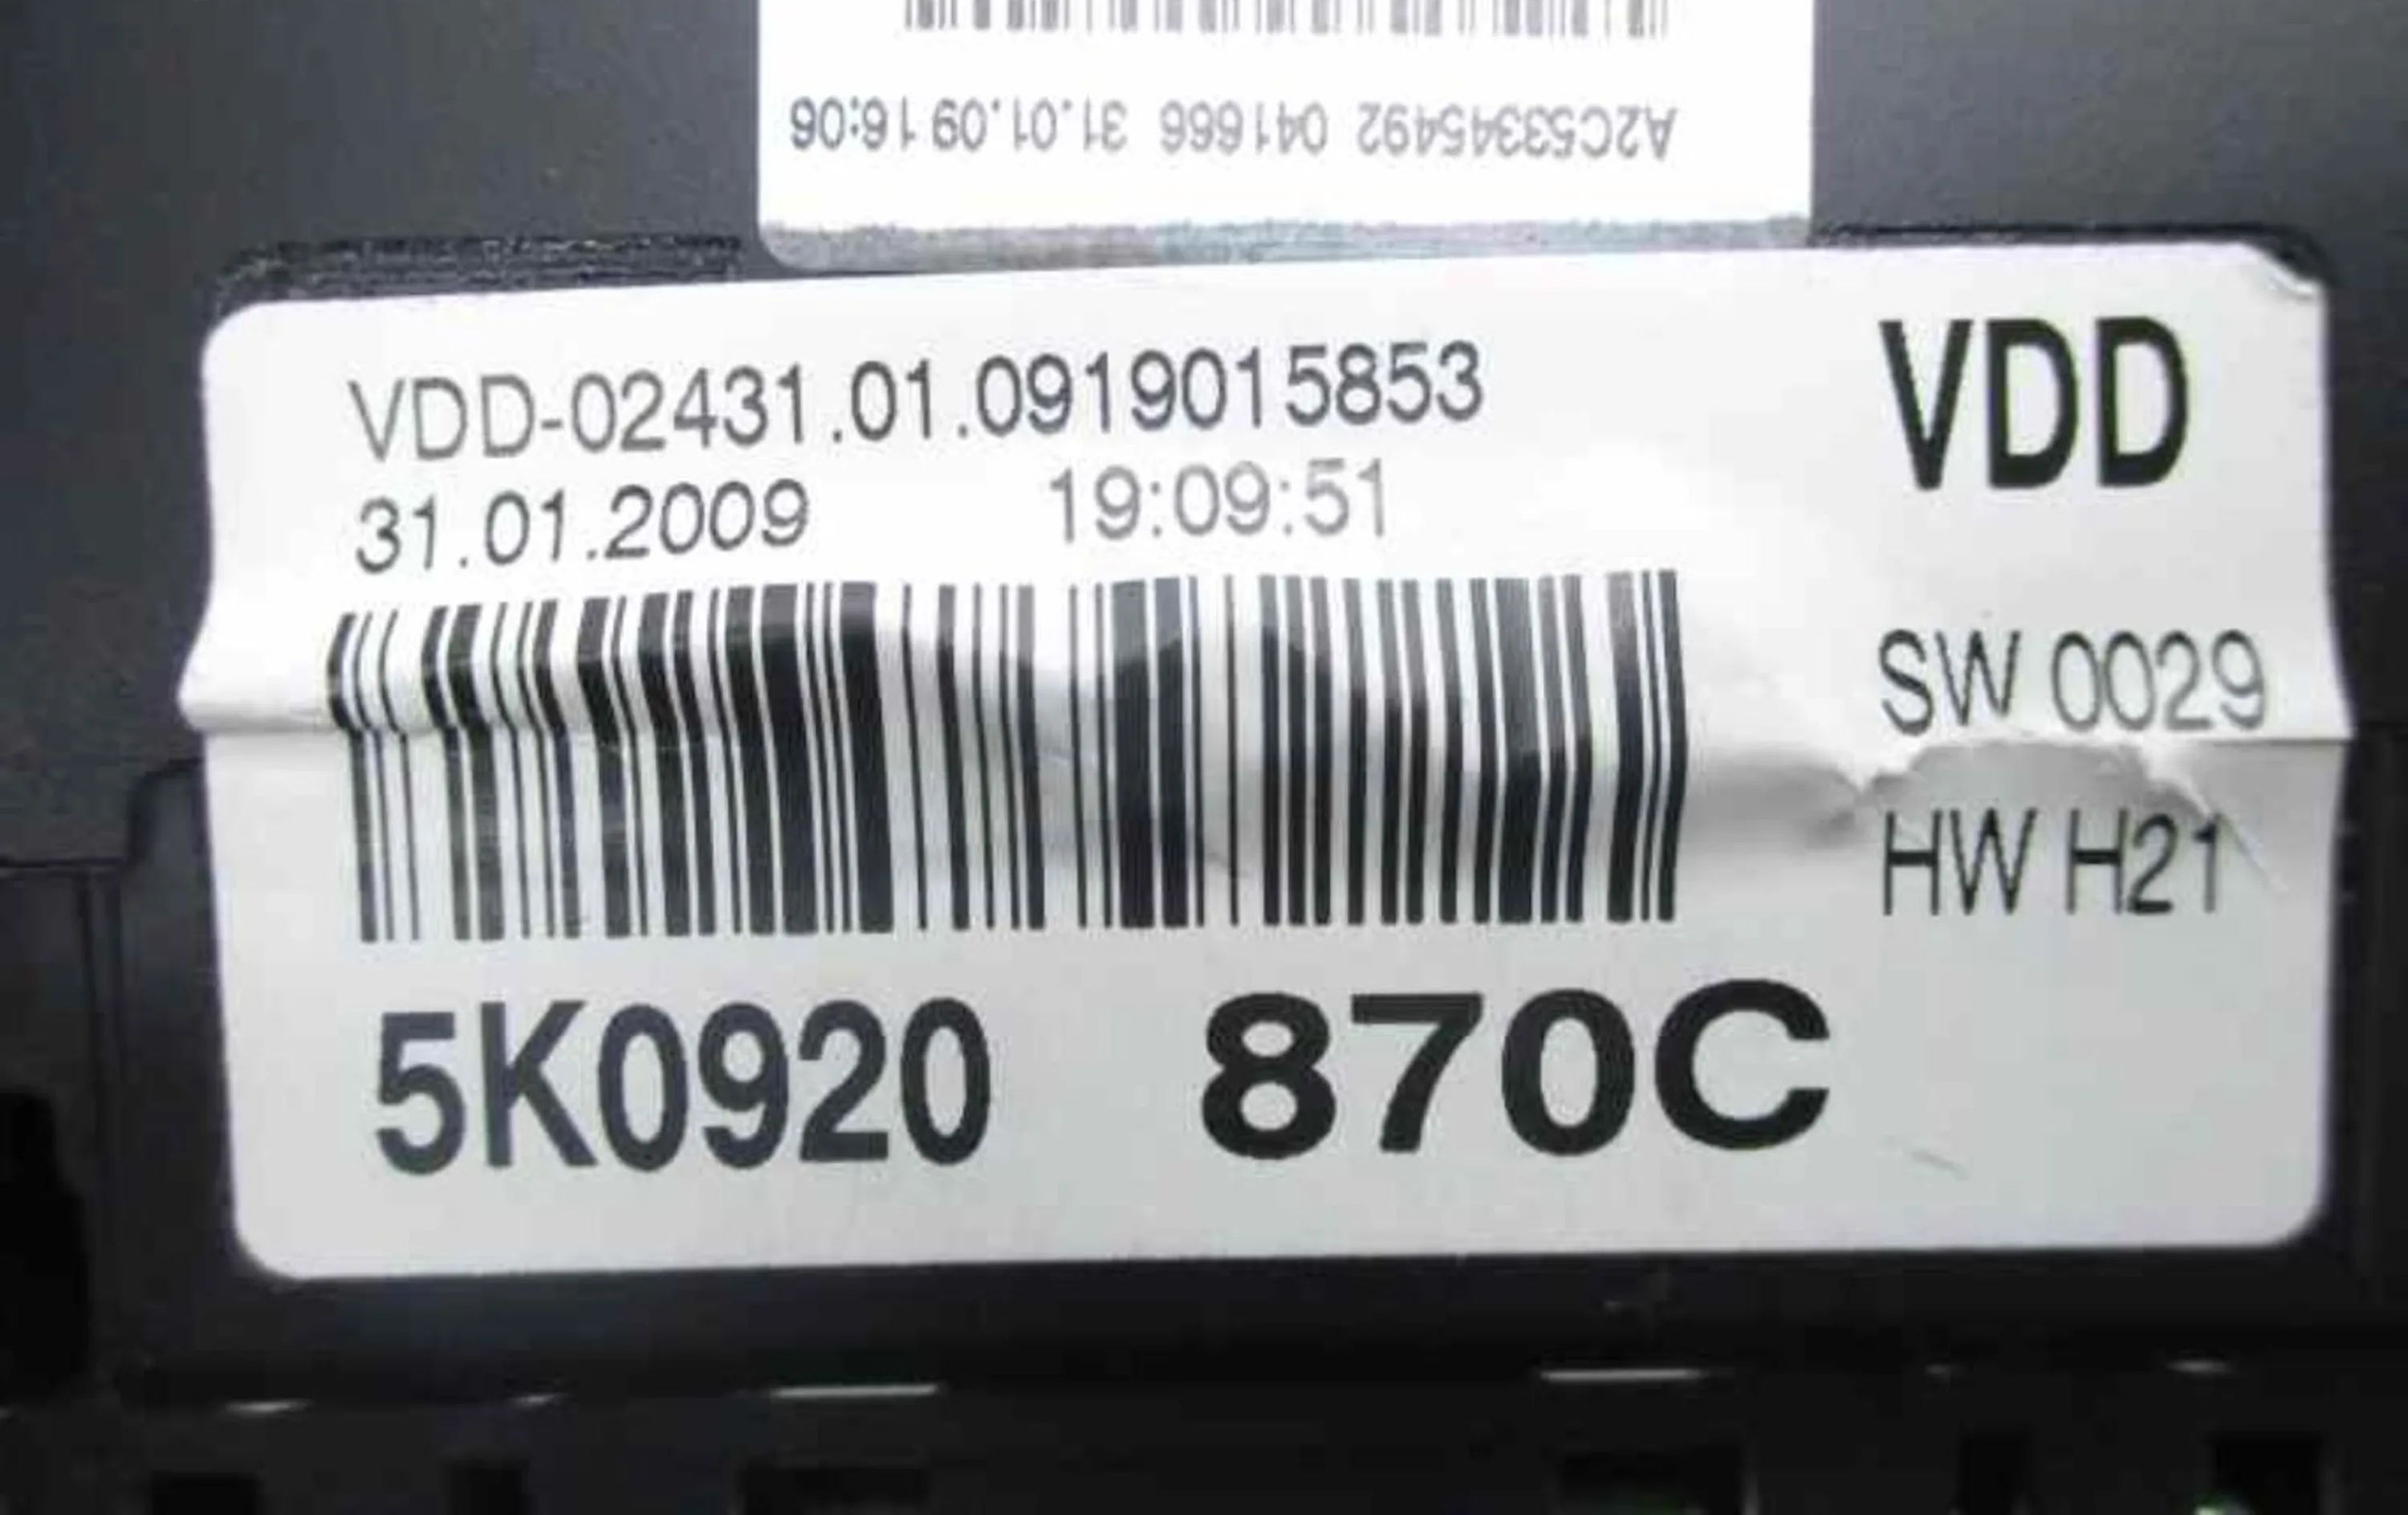 A2C53345492 041666 31.01.09 16:06
VDD-02431.01.0919015853
31.01.2009 19:09:51
VDD
SW 0029
HW H21
5K0920 870C